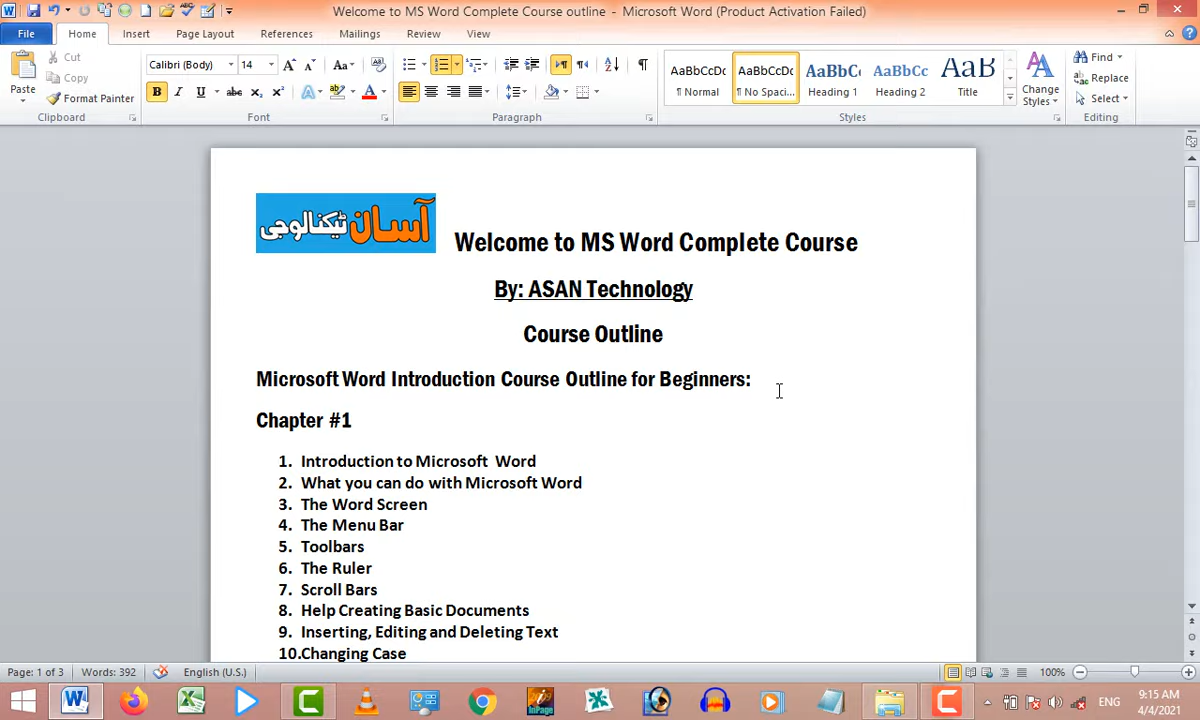 Welcome to MS Word Complete Course outline - Microsoft Word (Product Activation Failed)
File Home Insert Page Layout References Mailings Review View
Paste
Cut
Copy
Format Painter
Clipboard
Calibri (Body) 14
Font
Paragraph
AaBbCcDc AaBbCcDc AaBbCc AaBbCc AaB
¶ Normal ¶ No Spaci... Heading 1 Heading 2 Title
Change Styles
Styles
Find
Replace
Select
Editing
آسان ٹیکنالوجی
Welcome to MS Word Complete Course
By: ASAN Technology
Course Outline
Microsoft Word Introduction Course Outline for Beginners:
Chapter #1
1. Introduction to Microsoft Word
2. What you can do with Microsoft Word
3. The Word Screen
4. The Menu Bar
5. Toolbars
6. The Ruler
7. Scroll Bars
8. Help Creating Basic Documents
9. Inserting, Editing and Deleting Text
10.Changing Case
Page: 1 of 3 Words: 392 English (U.S.) 100%
InPage
ENG
9:15 AM
4/4/2021